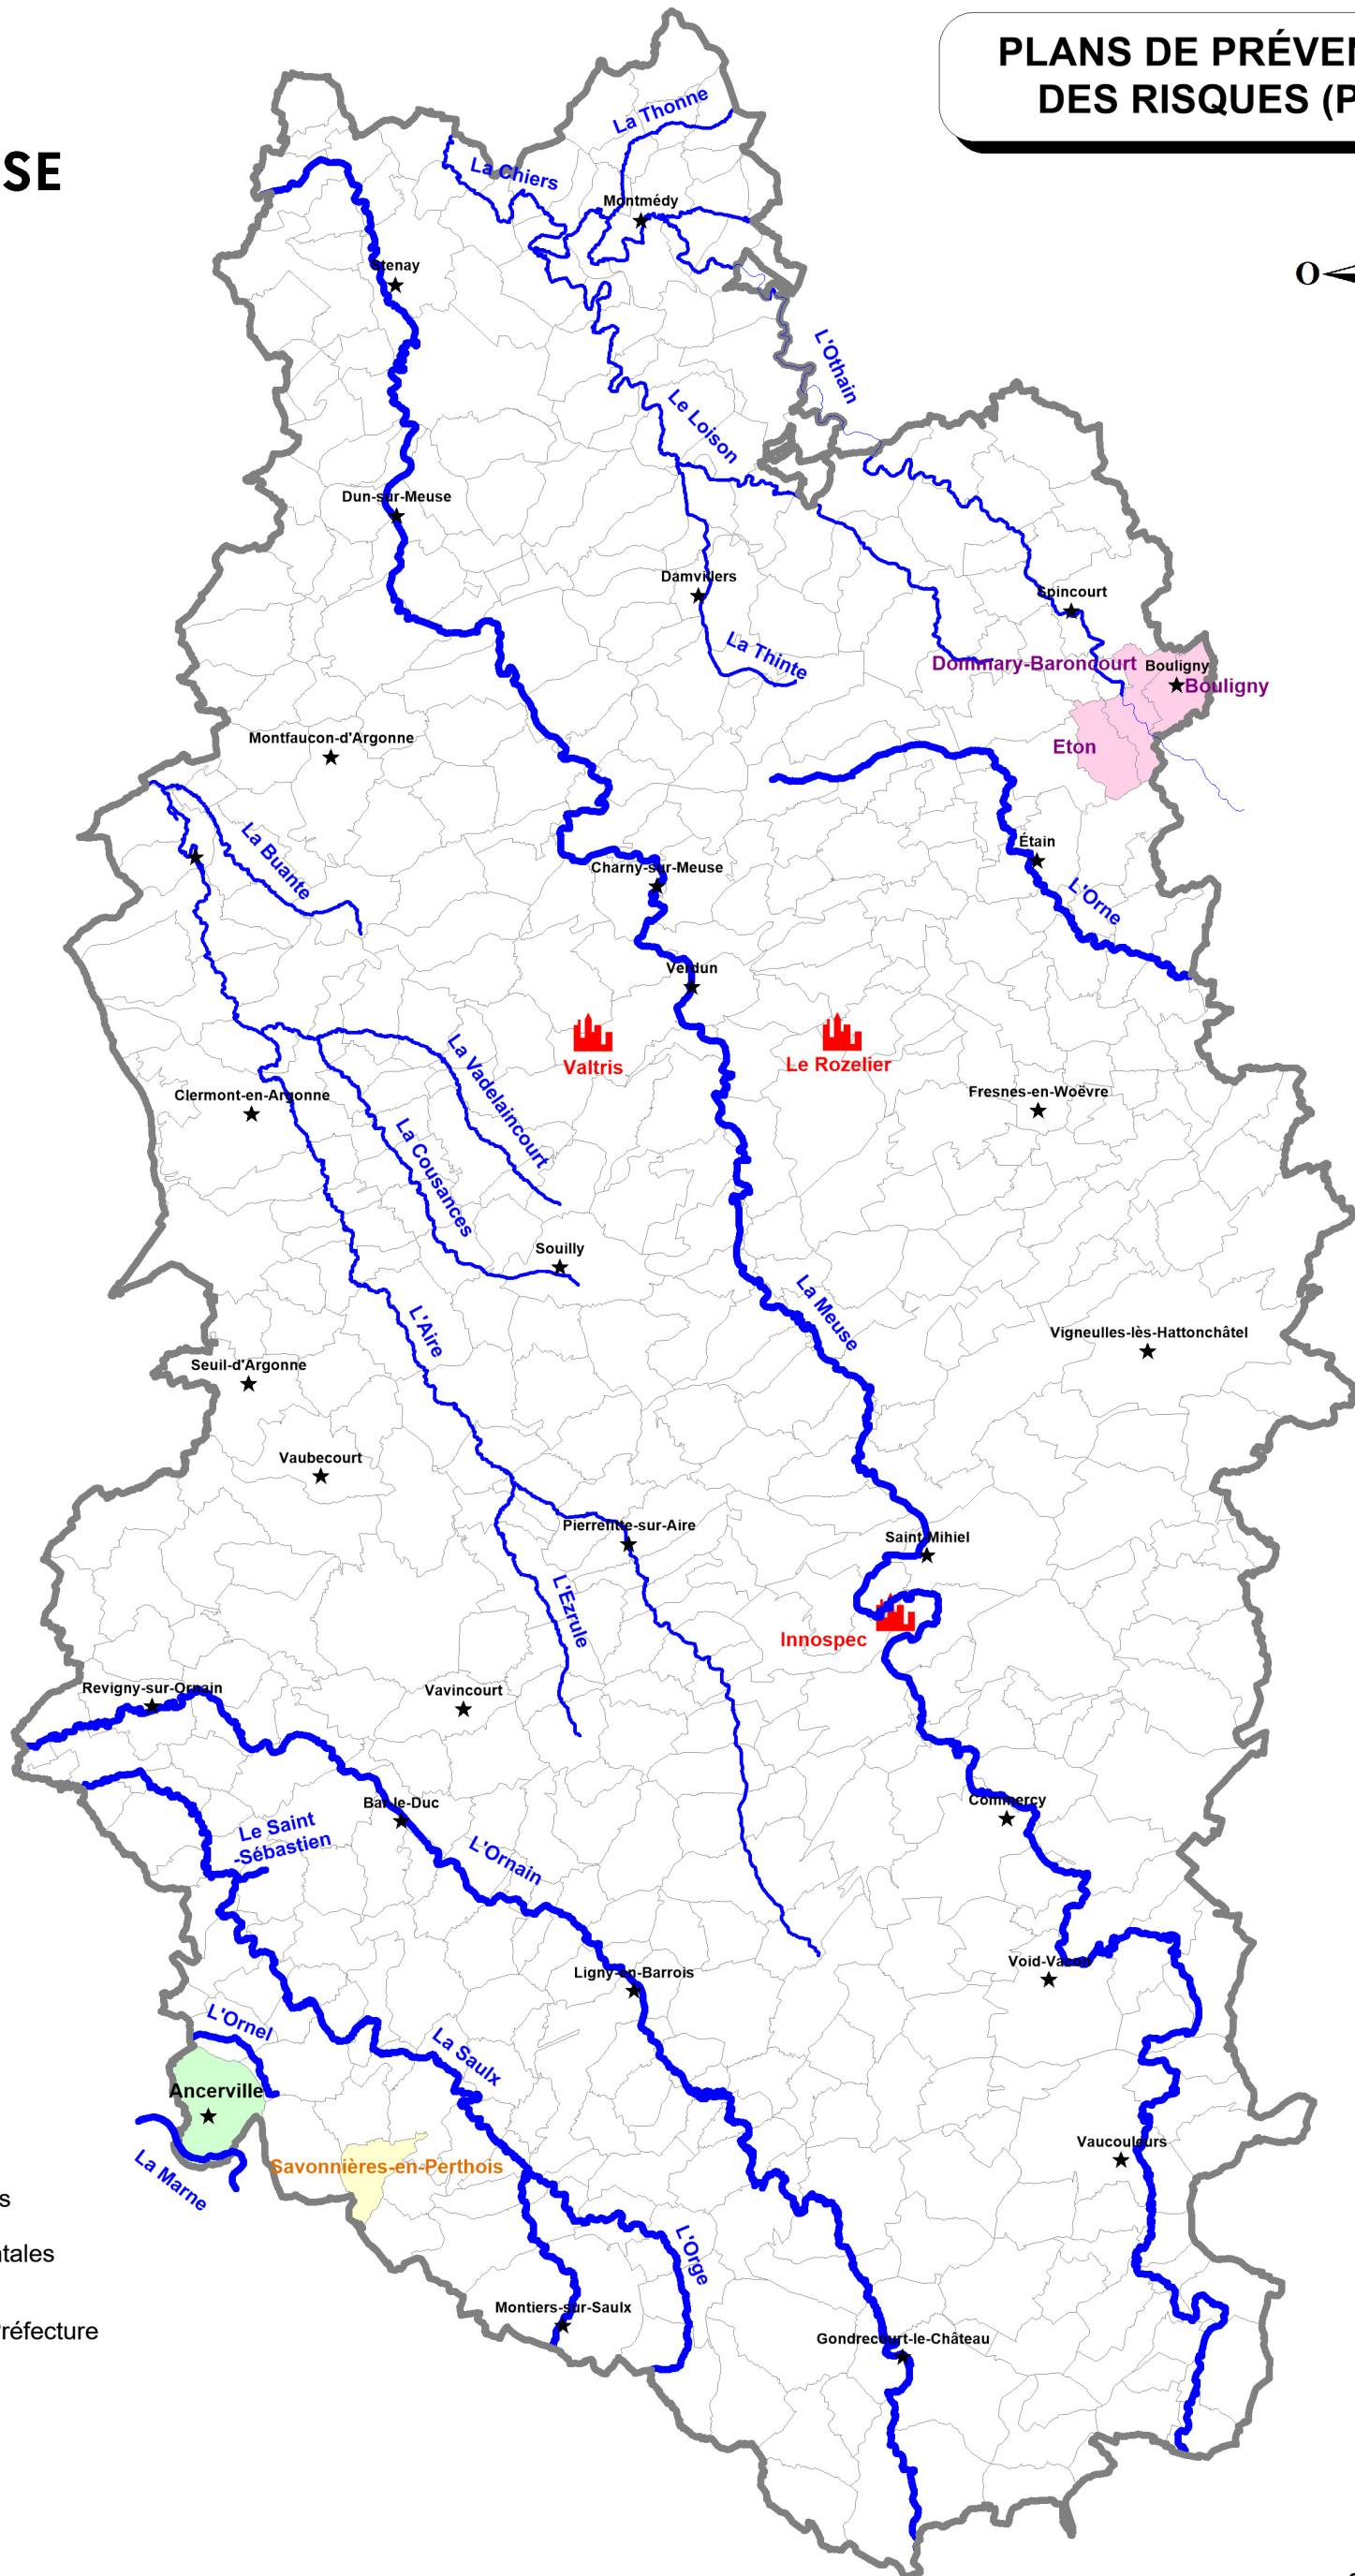 PLANS DE PRÉVEN
DES RISQUES (P
SE
O
La Thonne
La Chiers
Montmédy
Stenay
L'Othain
Le Loison
Dun-sur-Meuse
Damvillers
Spincourt
La Thinte
Dommary-Baroncourt
Bouligny
Bouligny
Eton
Montfaucon-d'Argonne
La Buante
Étain
Charny-sur-Meuse
L'Orne
Verdun
Valtris
Le Rozelier
La Vadelaincourt
Clermont-en-Argonne
Fresnes-en-Woëvre
La Cousances
Souilly
La Meuse
L'Aire
Vigneulles-lès-Hattonchâtel
Seuil-d'Argonne
Vaubecourt
Pierrefitte-sur-Aire
Saint-Mihiel
L'Ezrule
Innospec
Revigny-sur-Ornain
Vavincourt
Bar-le-Duc
Commercy
Le Saint
-Sébastien
L'Ornain
Void-Vacon
Ligny-en-Barrois
L'Ornel
La Saulx
Ancerville
Vaucouleurs
La Marne
Savonnières-en-Perthois
s
L'Orge
tales
Montiers-sur-Saulx
réfecture
Gondrecourt-le-Château